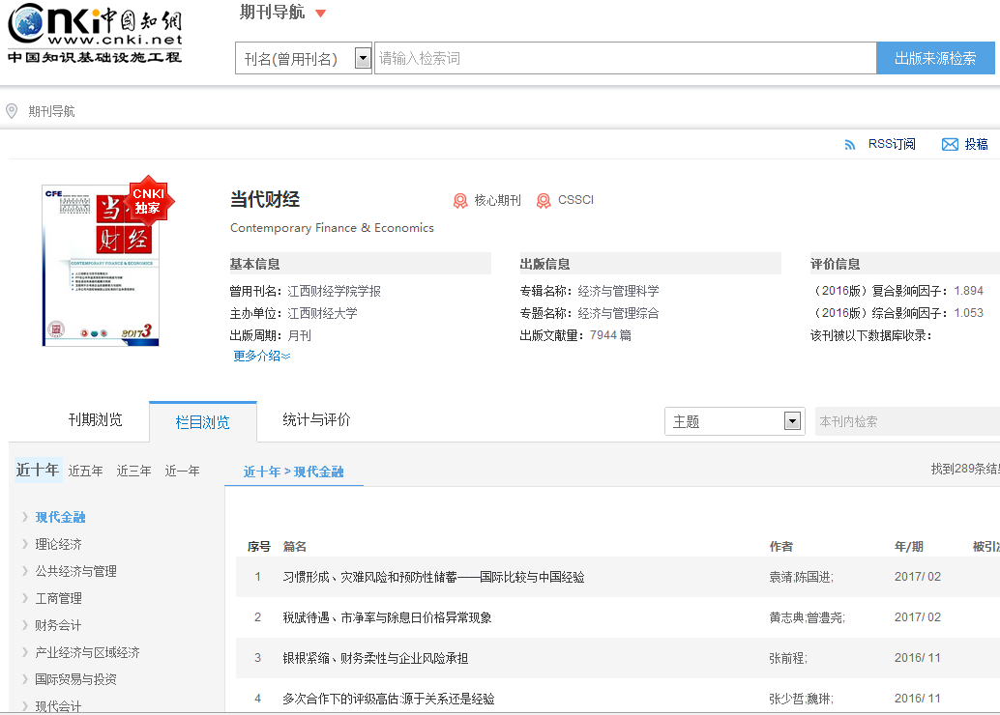 Cnki 中国知网
www.cnki.net
中国知识基础设施工程
期刊导航
刊名(曾用刊名) 请输入检索词 出版来源检索
期刊导航
RSS订阅 投稿
CFE
当代
财经
CONTEMPORARY FINANCE & ECONOMICS
2017 3
CNKI
独家
当代财经 核心期刊 CSSCI
Contemporary Finance & Economics
基本信息 出版信息 评价信息
曾用刊名：江西财经学院学报 专辑名称：经济与管理科学 （2016版）复合影响因子：1.894
主办单位：江西财经大学 专题名称：经济与管理综合 （2016版）综合影响因子：1.053
出版周期：月刊 出版文献量：7944 篇 该刊被以下数据库收录：
更多介绍
刊期浏览 栏目浏览 统计与评价 主题 本刊内检索
近十年 近五年 近三年 近一年 近十年 > 现代金融 找到289条结
现代金融
理论经济
公共经济与管理
工商管理
财务会计
产业经济与区域经济
国际贸易与投资
现代会计
序号 篇名 作者 年/期 被引
1 习惯形成、灾难风险和预防性储蓄——国际比较与中国经验 袁靖;陈国进; 2017/ 02
2 税赋待遇、市净率与除息日价格异常现象 黄志典;曾澧尧; 2017/ 02
3 银根紧缩、财务柔性与企业风险承担 张前程; 2016/ 11
4 多次合作下的评级高估:源于关系还是经验 张少哲;魏琳; 2016/ 11